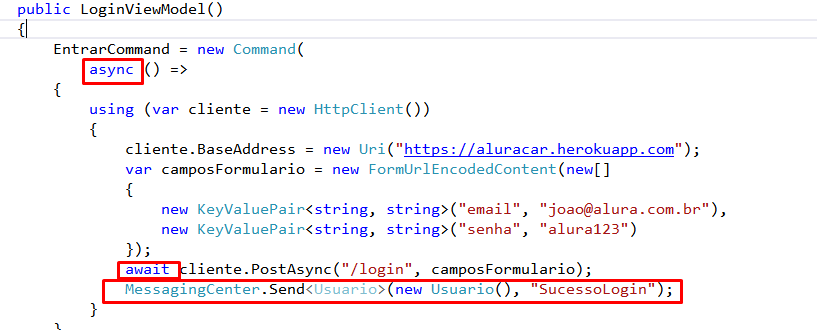 public LoginViewModel()
{
EntrarCommand = new Command(
async () =>
{
using (var cliente = new HttpClient())
{
cliente.BaseAddress = new Uri("https://aluracar.herokuapp.com");
var camposFormulario = new FormUrlEncodedContent(new[]
{
new KeyValuePair<string, string>("email", "joao@alura.com.br"),
new KeyValuePair<string, string>("senha", "alura123")
});
await cliente.PostAsync("/login", camposFormulario);
MessagingCenter.Send<Usuario>(new Usuario(), "SucessoLogin");
}
}